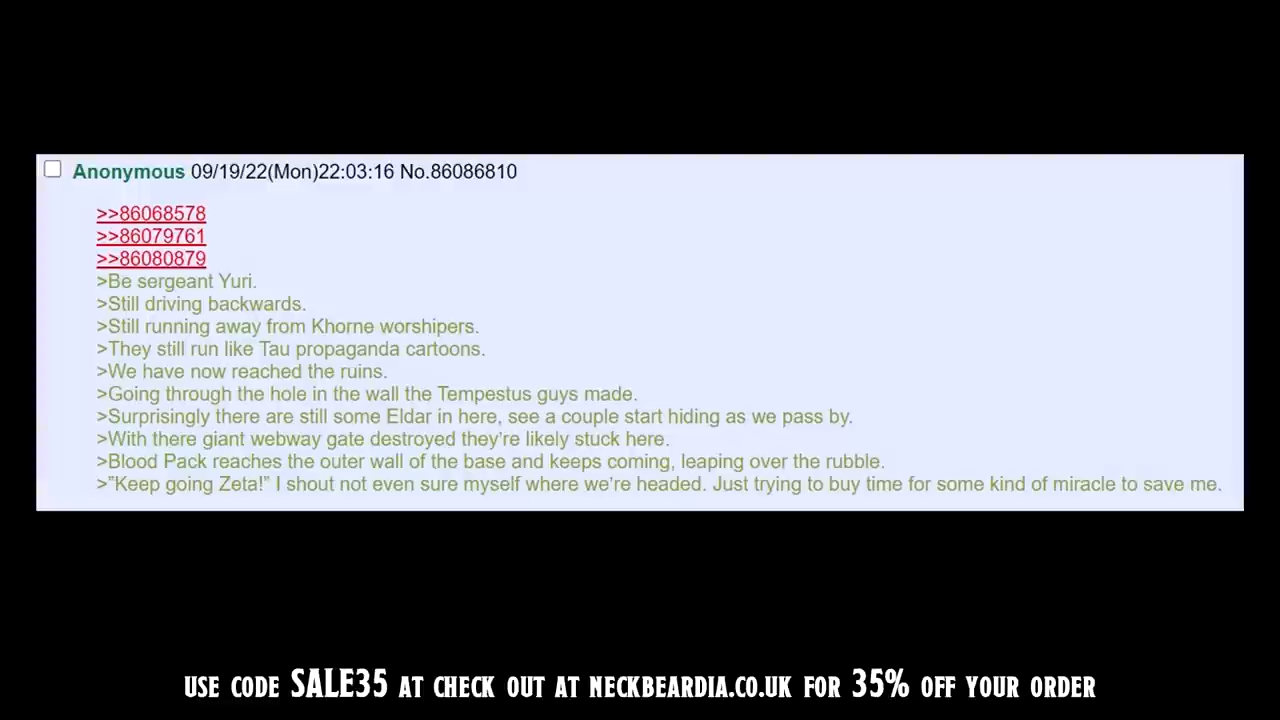 Anonymous 09/19/22(Mon)22:03:16 No.86086810
>>86068578
>>86079761
>>86080879
>Be sergeant Yuri.
>Still driving backwards.
>Still running away from Khorne worshipers.
>They still run like Tau propaganda cartoons.
>We have now reached the ruins.
>Going through the hole in the wall the Tempestus guys made.
>Surprisingly there are still some Eldar in here, see a couple start hiding as we pass by.
>With there giant webway gate destroyed they're likely stuck here.
>Blood Pack reaches the outer wall of the base and keeps coming, leaping over the rubble.
>"Keep going Zeta!" I shout not even sure myself where we're headed. Just trying to buy time for some kind of miracle to save me.
USE CODE SALE35 AT CHECK OUT AT NECKBEARDIA.CO.UK FOR 35% OFF YOUR ORDER